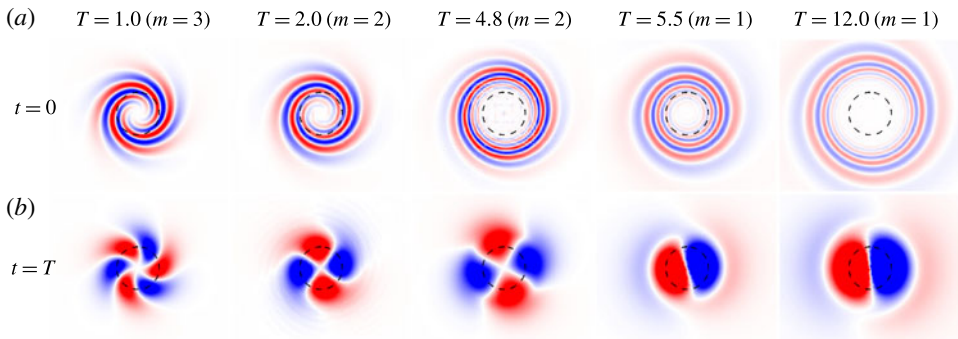 (a) T = 1.0 (m = 3) T = 2.0 (m = 2) T = 4.8 (m = 2) T = 5.5 (m = 1) T = 12.0 (m = 1)
t = 0
(b)
t = T